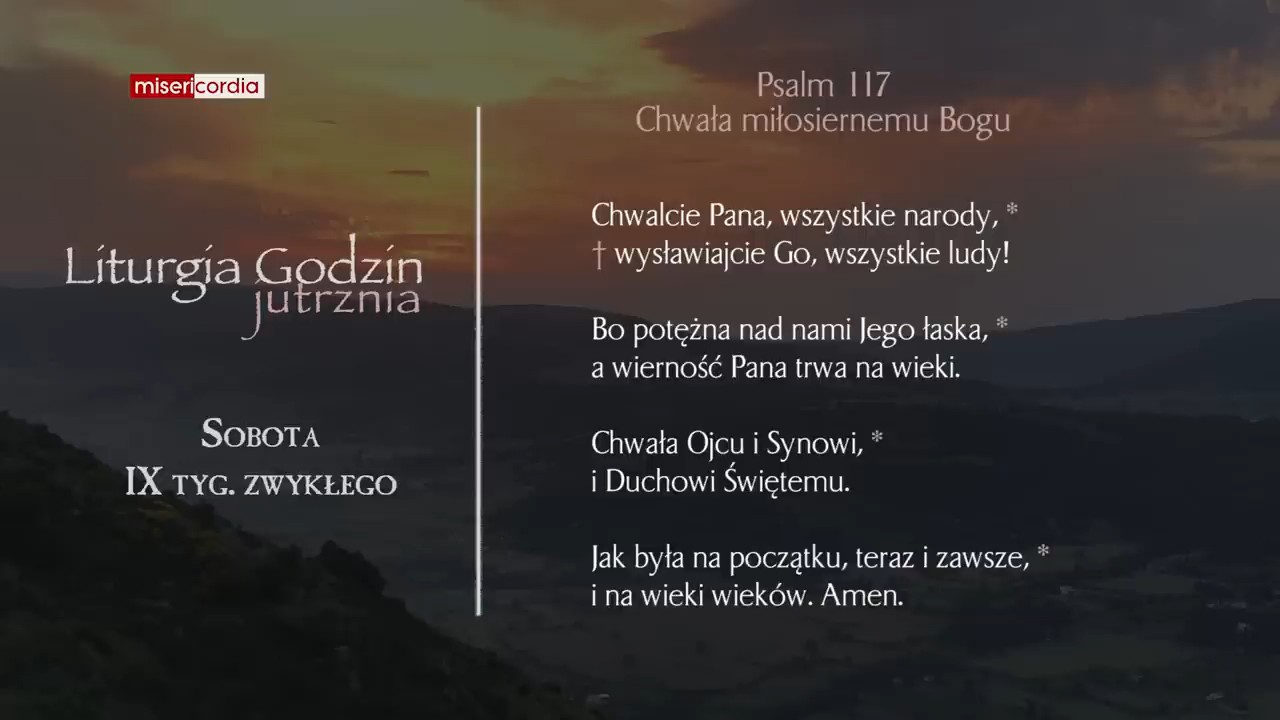 misericordia
Liturgia Godzin
jutrznia
Sobota
IX tyg. zwykłego
Psalm 117
Chwała miłosiernemu Bogu
Chwalcie Pana, wszystkie narody, *
† wysławiajcie Go, wszystkie ludy!
Bo potężna nad nami Jego łaska, *
a wierność Pana trwa na wieki.
Chwała Ojcu i Synowi, *
i Duchowi Świętemu.
Jak była na początku, teraz i zawsze, *
i na wieki wieków. Amen.